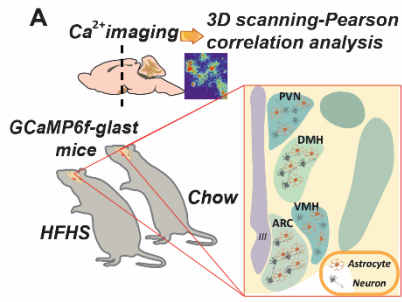 A
Ca²⁺imaging
3D scanning-Pearson
correlation analysis
GCaMP6f-glast
mice
HFHS
Chow
PVN
DMH
VMH
ARC
III
Astrocyte
Neuron